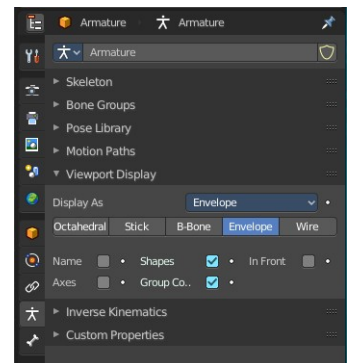 Armature Armature
Armature
Skeleton
Bone Groups
Pose Library
Motion Paths
Viewport Display
Display As Envelope
Octahedral Stick B-Bone Envelope Wire
Name Shapes In Front
Axes Group Co..
Inverse Kinematics
Custom Properties